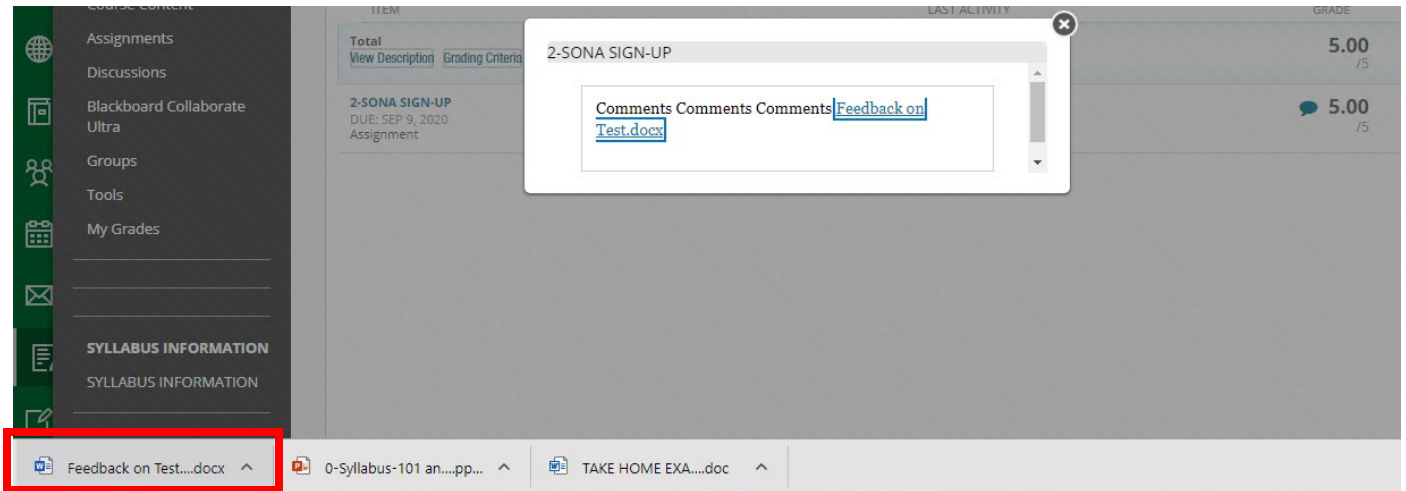 Course Content
Assignments
Discussions
Blackboard Collaborate
Ultra
Groups
Tools
My Grades
SYLLABUS INFORMATION
SYLLABUS INFORMATION
ITEM
LAST ACTIVITY
GRADE
Total
View Description Grading Criteria
5.00
/5
2-SONA SIGN-UP
DUE: SEP 9, 2020
Assignment
5.00
/5
2-SONA SIGN-UP
Comments Comments Comments Feedback on
Test.docx
Feedback on Test....docx
0-Syllabus-101 an....pp...
TAKE HOME EXA....doc